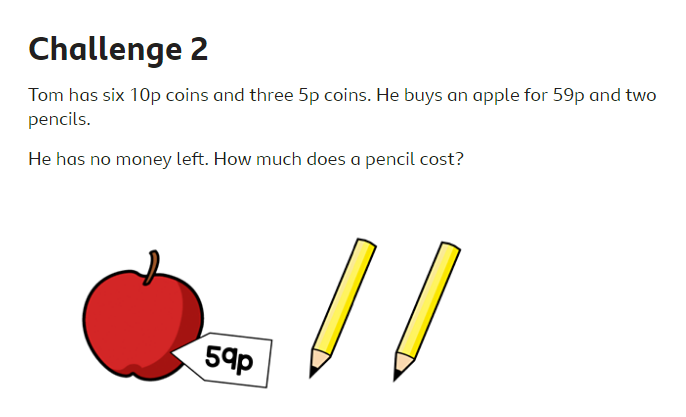 Challenge 2
Tom has six 10p coins and three 5p coins. He buys an apple for 59p and two
pencils.
He has no money left. How much does a pencil cost?
59p